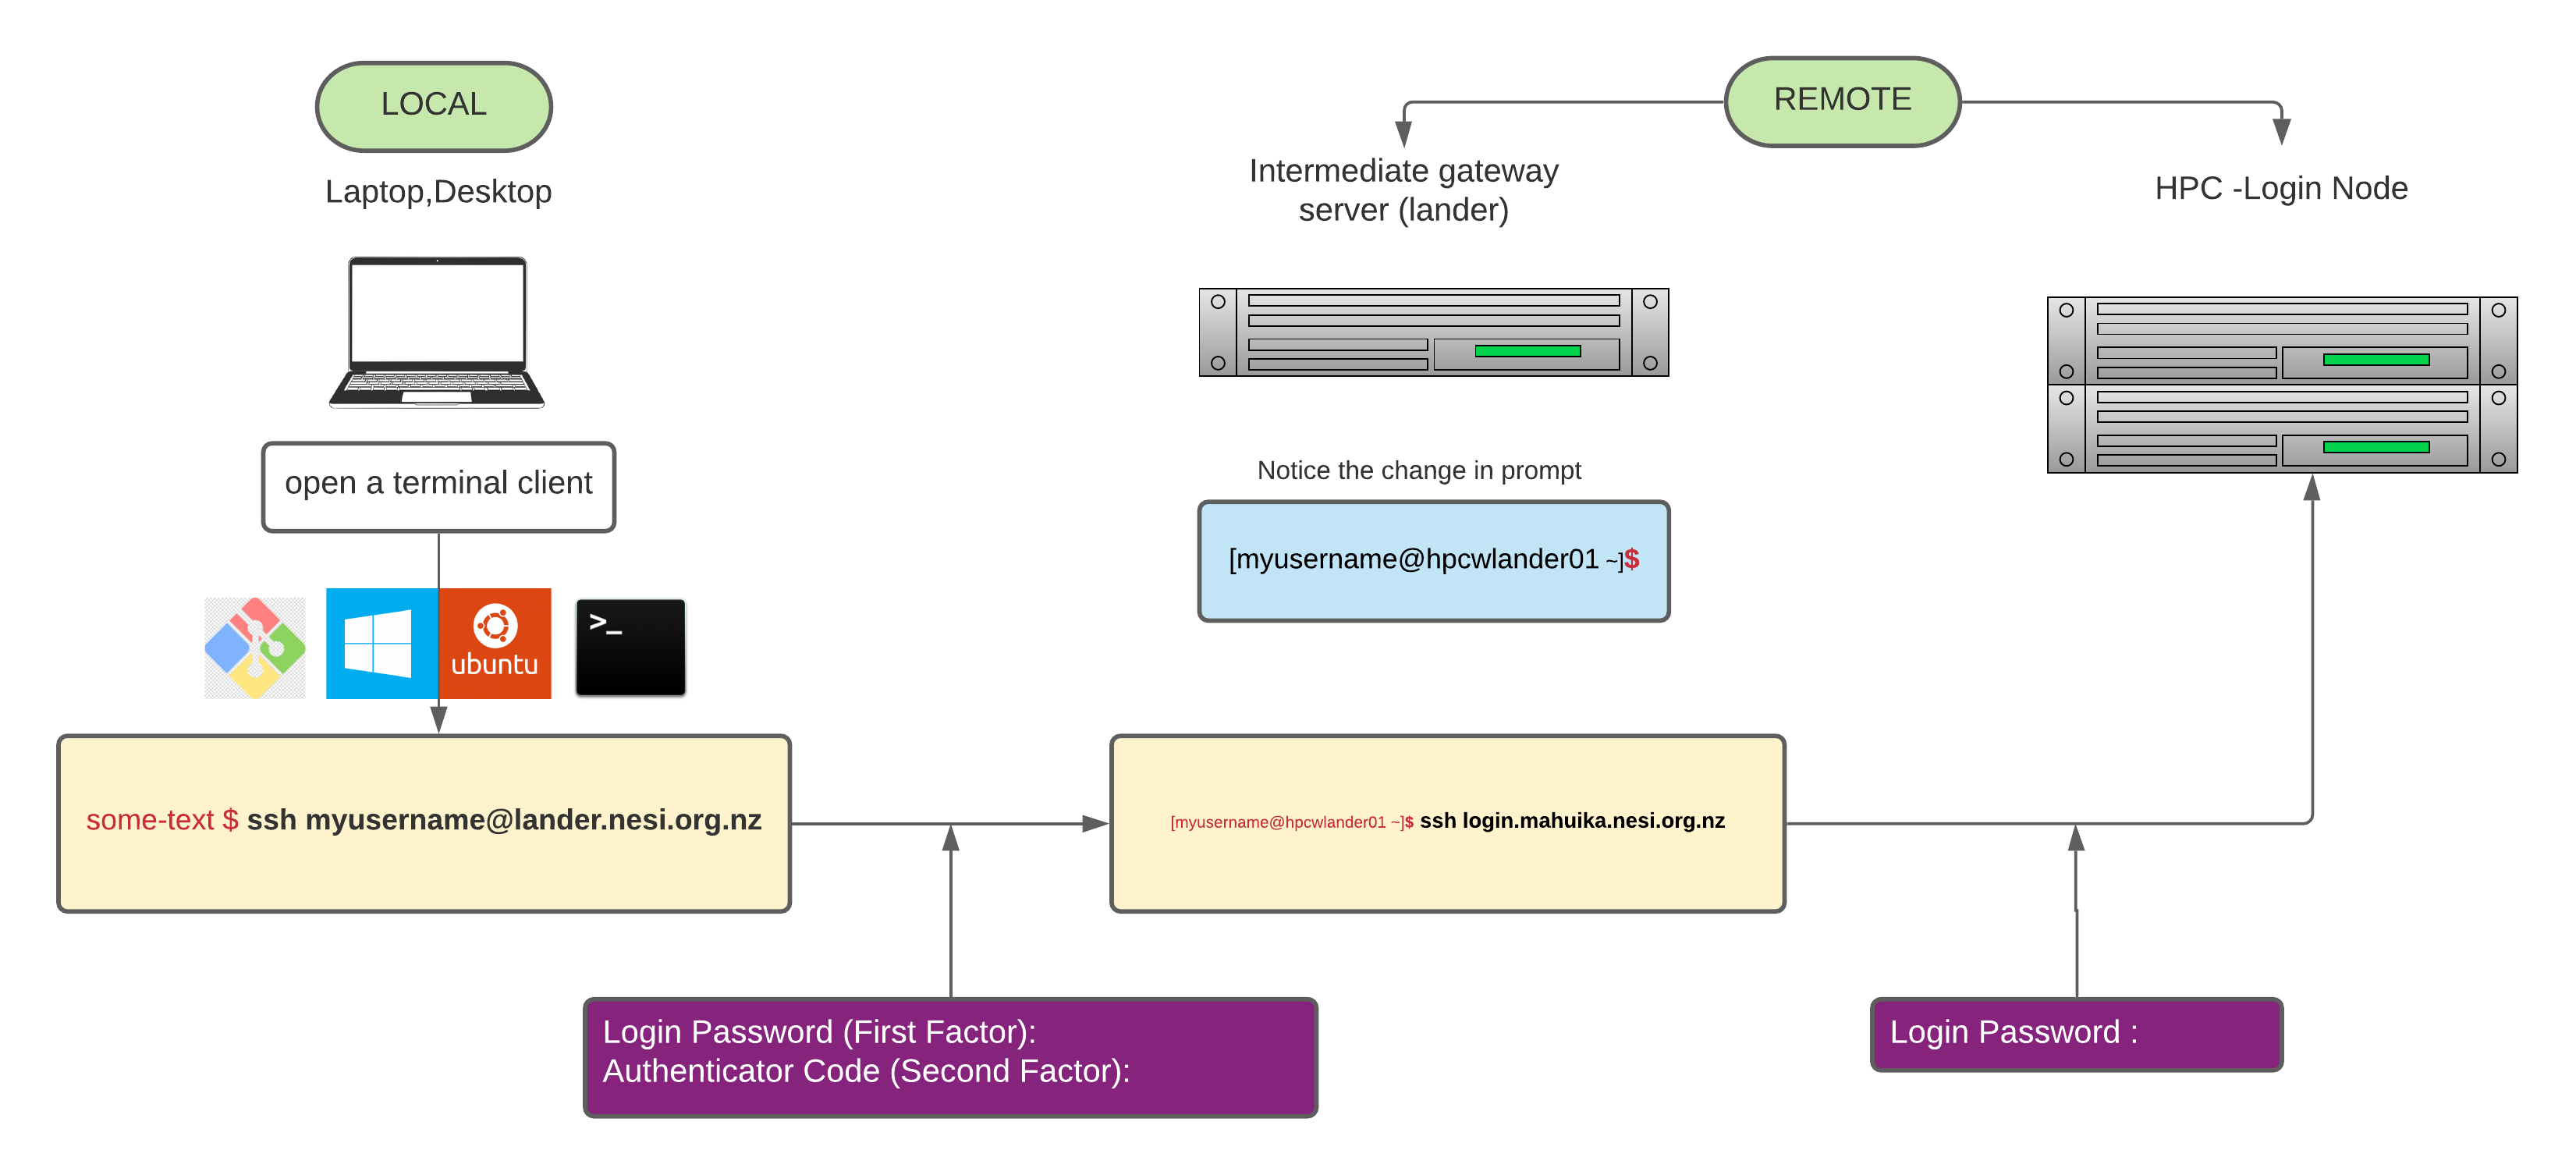 LOCAL
REMOTE
Laptop,Desktop
Intermediate gateway
server (lander)
HPC -Login Node
open a terminal client
Notice the change in prompt
[myusername@hpcwlander01 ~]$
ubuntu
>_
some-text $ ssh myusername@lander.nesi.org.nz
[myusername@hpcwlander01 ~]$ ssh login.mahuika.nesi.org.nz
Login Password (First Factor):
Authenticator Code (Second Factor):
Login Password :